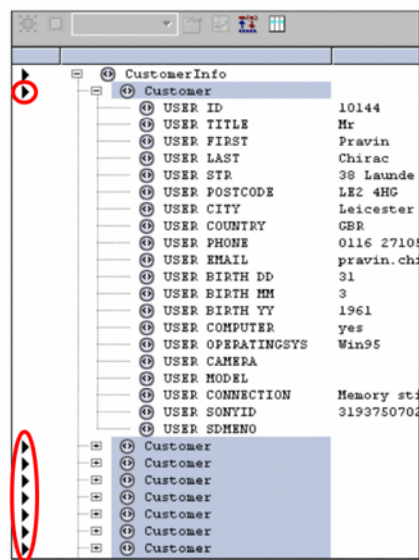 CustomerInfo
Customer
USER ID 10144
USER TITLE Mr
USER FIRST Pravin
USER LAST Chirac
USER STR 38 Launde
USER POSTCODE LE2 4HG
USER CITY Leicester
USER COUNTRY GBR
USER PHONE 0116 27105
USER EMAIL pravin.chi
USER BIRTH DD 31
USER BIRTH MM 3
USER BIRTH YY 1961
USER COMPUTER yes
USER OPERATINGSYS Win95
USER CAMERA
USER MODEL
USER CONNECTION Memory sti
USER SONYID 3193750702
USER SDMENO
Customer
Customer
Customer
Customer
Customer
Customer
Customer